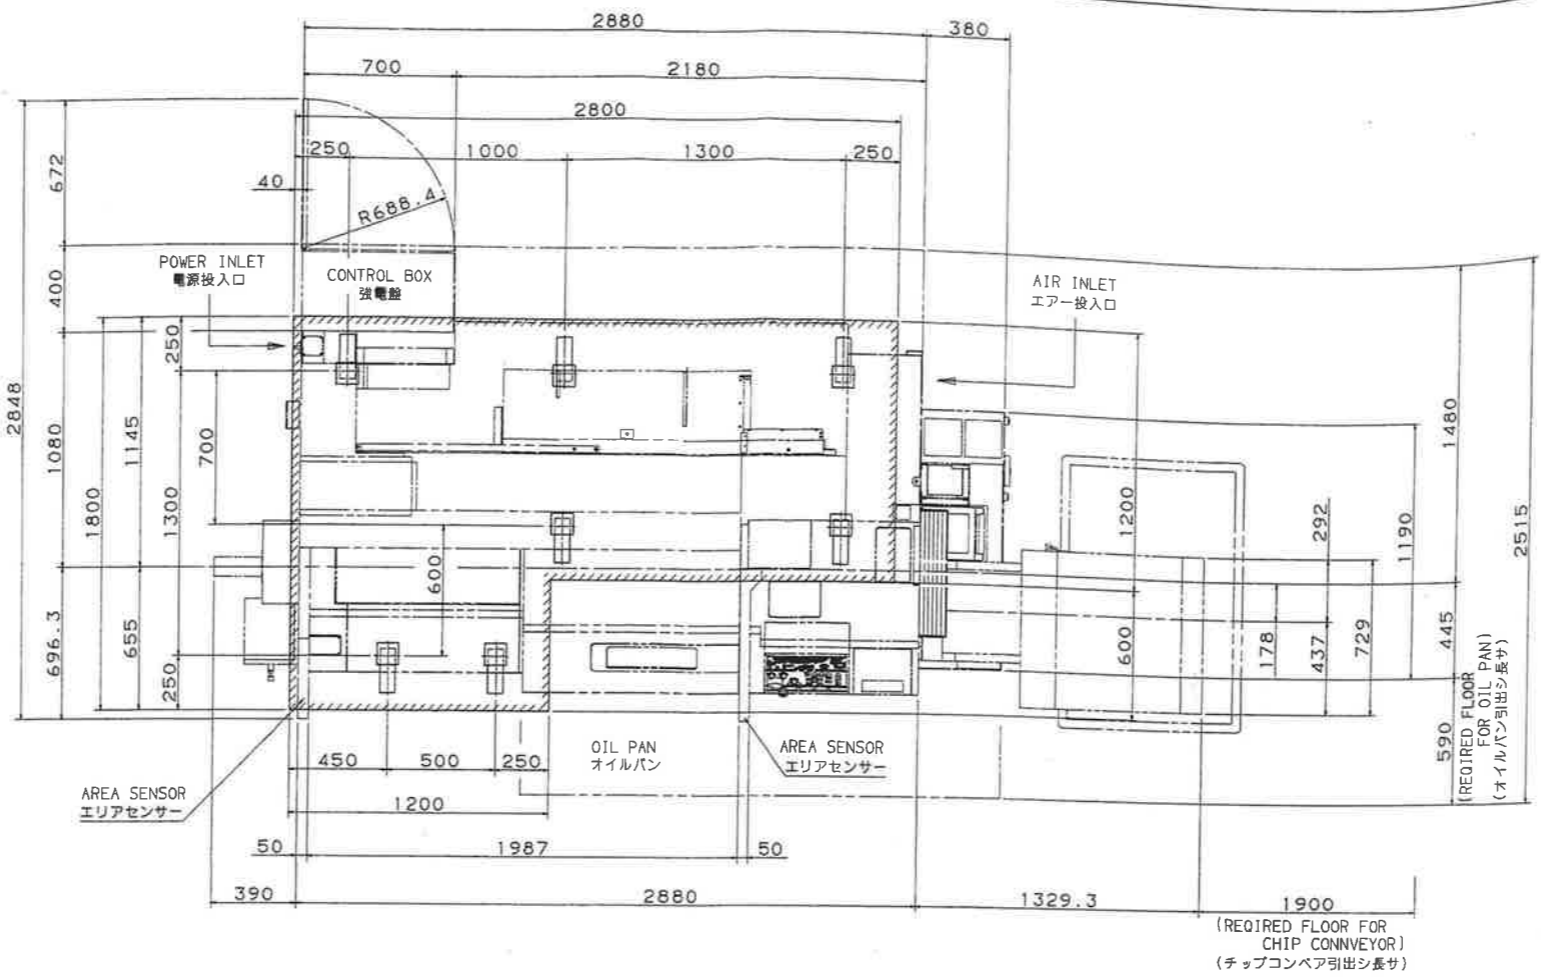 2880
380
700
2180
2800
250
1000
1300
250
40
R688.4
672
400
POWER INLET
電源投入口
CONTROL BOX
強電盤
AIR INLET
エアー投入口
250
2848
1080
1145
700
1800
1300
1480
1200
292
1190
2515
600
696.3
655
250
600
178
437
729
445
590
(REQIRED FLOOR
FOR OIL PAN)
(オイルパン引出シ長サ)
450
500
250
OIL PAN
オイルパン
AREA SENSOR
エリアセンサー
AREA SENSOR
エリアセンサー
1200
50
1987
50
390
2880
1329.3
1900
(REQIRED FLOOR FOR
CHIP CONNVEYOR)
(チップコンベア引出シ長サ)